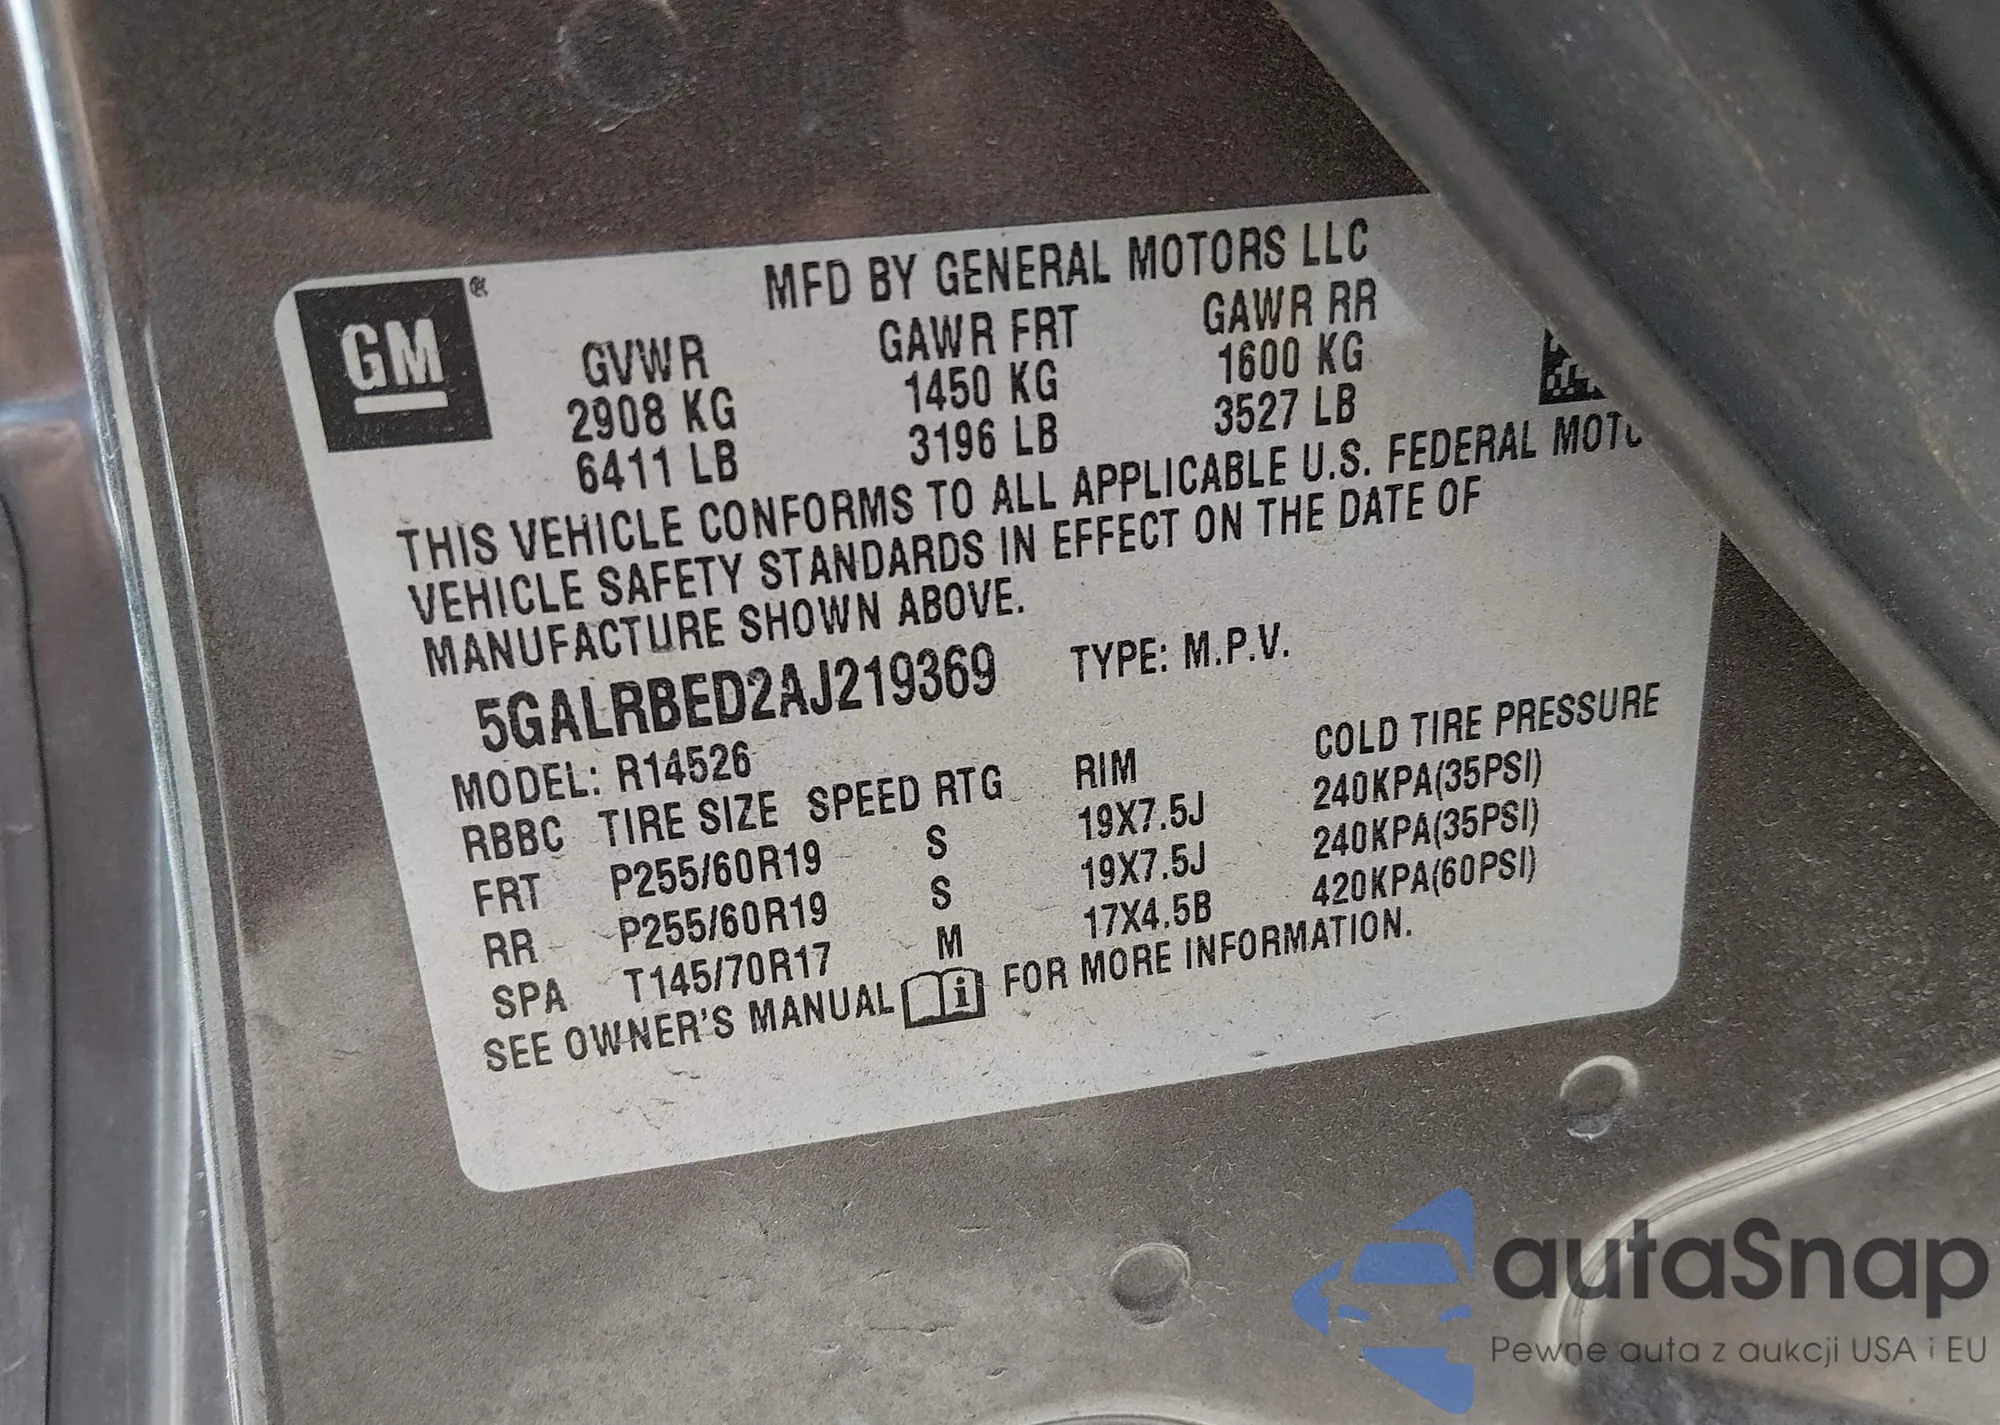 MFD BY GENERAL MOTORS LLC
GM®
GVWR GAWR FRT GAWR RR
2908 KG 1450 KG 1600 KG
6411 LB 3196 LB 3527 LB
THIS VEHICLE CONFORMS TO ALL APPLICABLE U.S. FEDERAL
VEHICLE SAFETY STANDARDS IN EFFECT ON THE DATE OF
MANUFACTURE SHOWN ABOVE.
5GALRBED2AJ219369 TYPE: M.P.V.
MODEL: R14526
RBBC TIRE SIZE SPEED RTG RIM COLD TIRE PRESSURE
FRT P255/60R19 S 19X7.5J 240KPA(35PSI)
RR P255/60R19 S 19X7.5J 240KPA(35PSI)
SPA T145/70R17 M 17X4.5B 420KPA(60PSI)
SEE OWNER'S MANUAL i FOR MORE INFORMATION.
autaSnap
Pewne auta z aukcji USA i EU